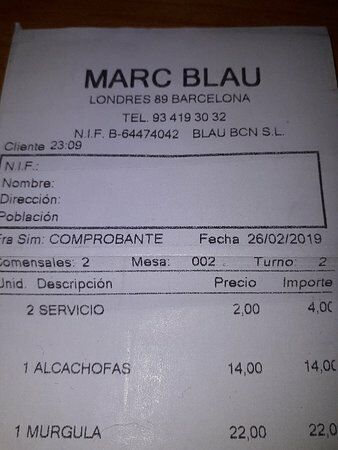 MARC BLAU
LONDRES 89 BARCELONA
TEL. 93 419 30 32
N.I.F. B-64474042 BLAU BCN S.L.
Cliente 23:09
N.I.F.:
Nombre:
Dirección:
Población
Fra Sim: COMPROBANTE Fecha 26/02/2019
Comensales: 2 Mesa: 002 . Turno: 2
Unid. Descripción Precio Importe
2 SERVICIO 2,00 4,00
1 ALCACHOFAS 14,00 14,00
1 MURGULA 22,00 22,0